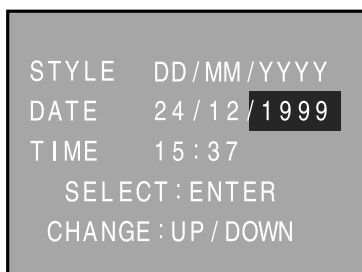 STYLE DD/MM/YYYY
DATE 24/12/1999
TIME 15:37
SELECT:ENTER
CHANGE:UP/DOWN